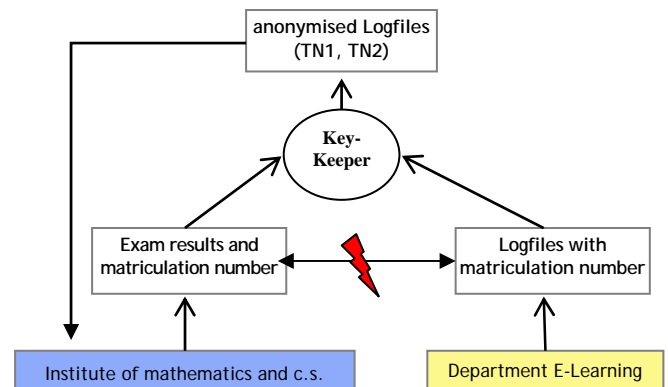 anonymised Logfiles
(TN1, TN2)
Key-
Keeper
Exam results and
matriculation number
Logfiles with
matriculation number
Institute of mathematics and c.s.
Department E-Learning